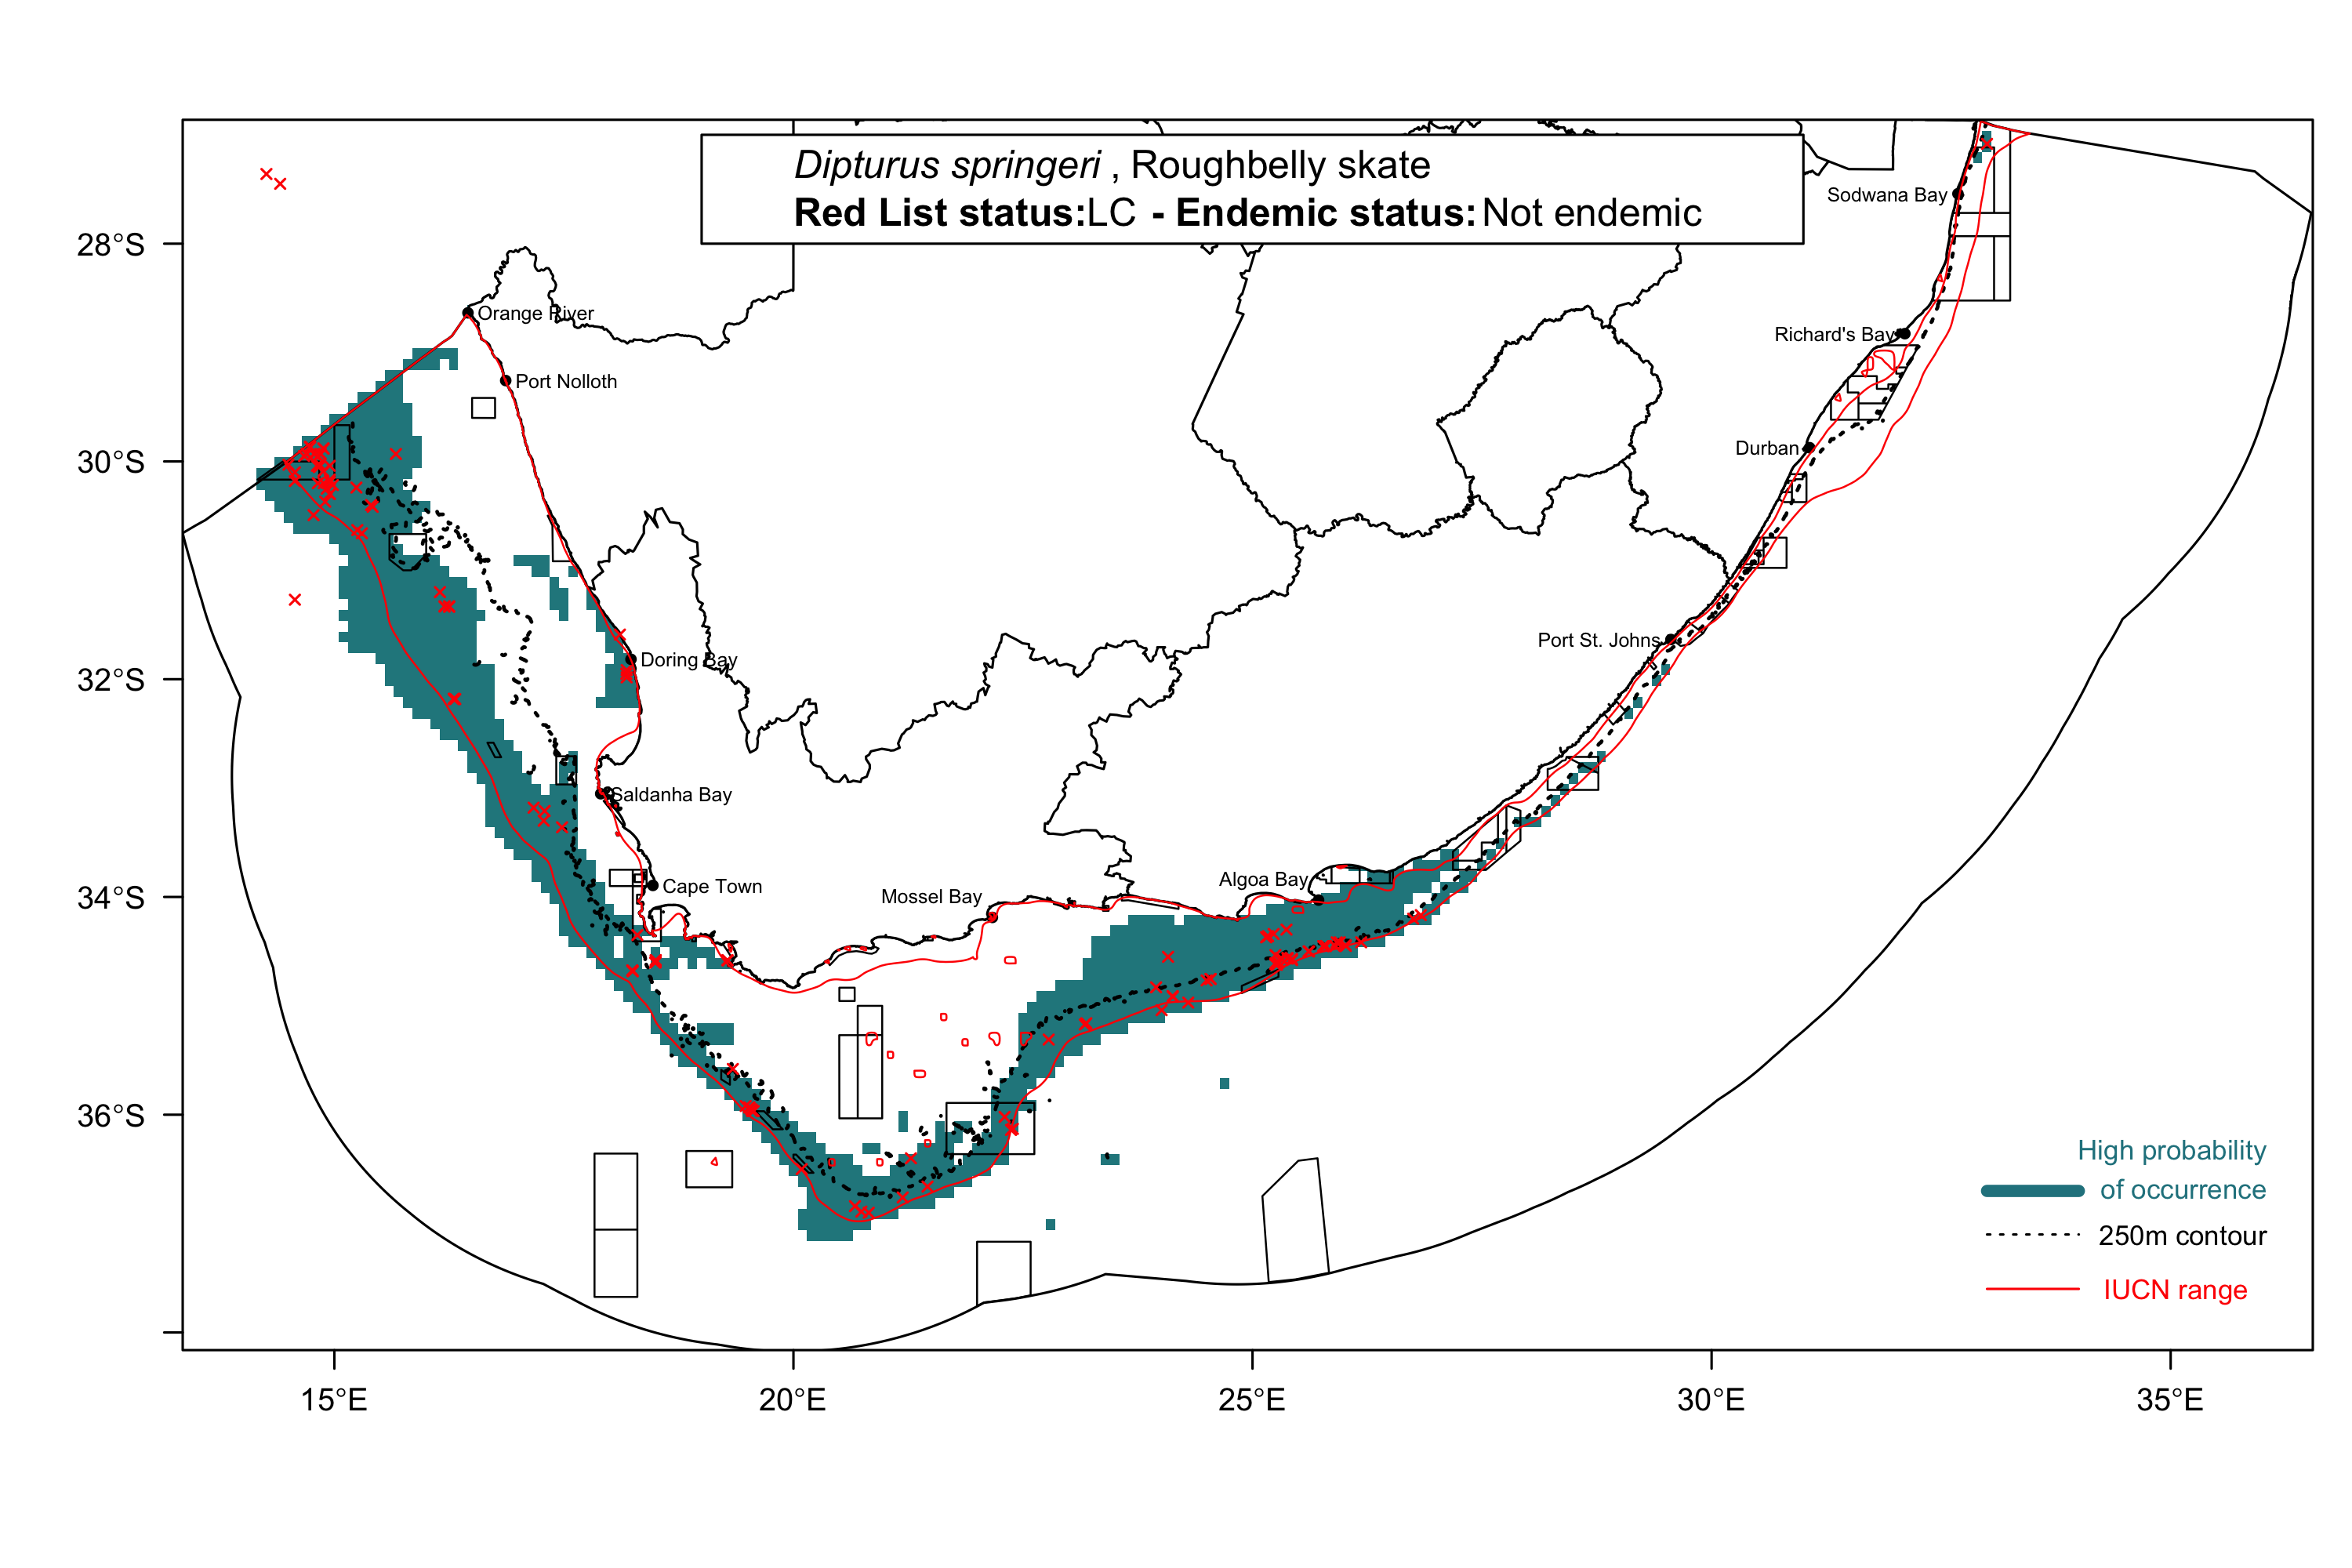 Dipturus springeri , Roughbelly skate
Red List status:LC - Endemic status: Not endemic
Sodwana Bay
28°S
Orange River
Richard's Bay
Port Nolloth
Durban
30°S
Port St. Johns
Doring Bay
32°S
Saldanha Bay
Algoa Bay
Cape Town
Mossel Bay
34°S
36°S
High probability
of occurrence
250m contour
IUCN range
15°E
20°E
25°E
30°E
35°E